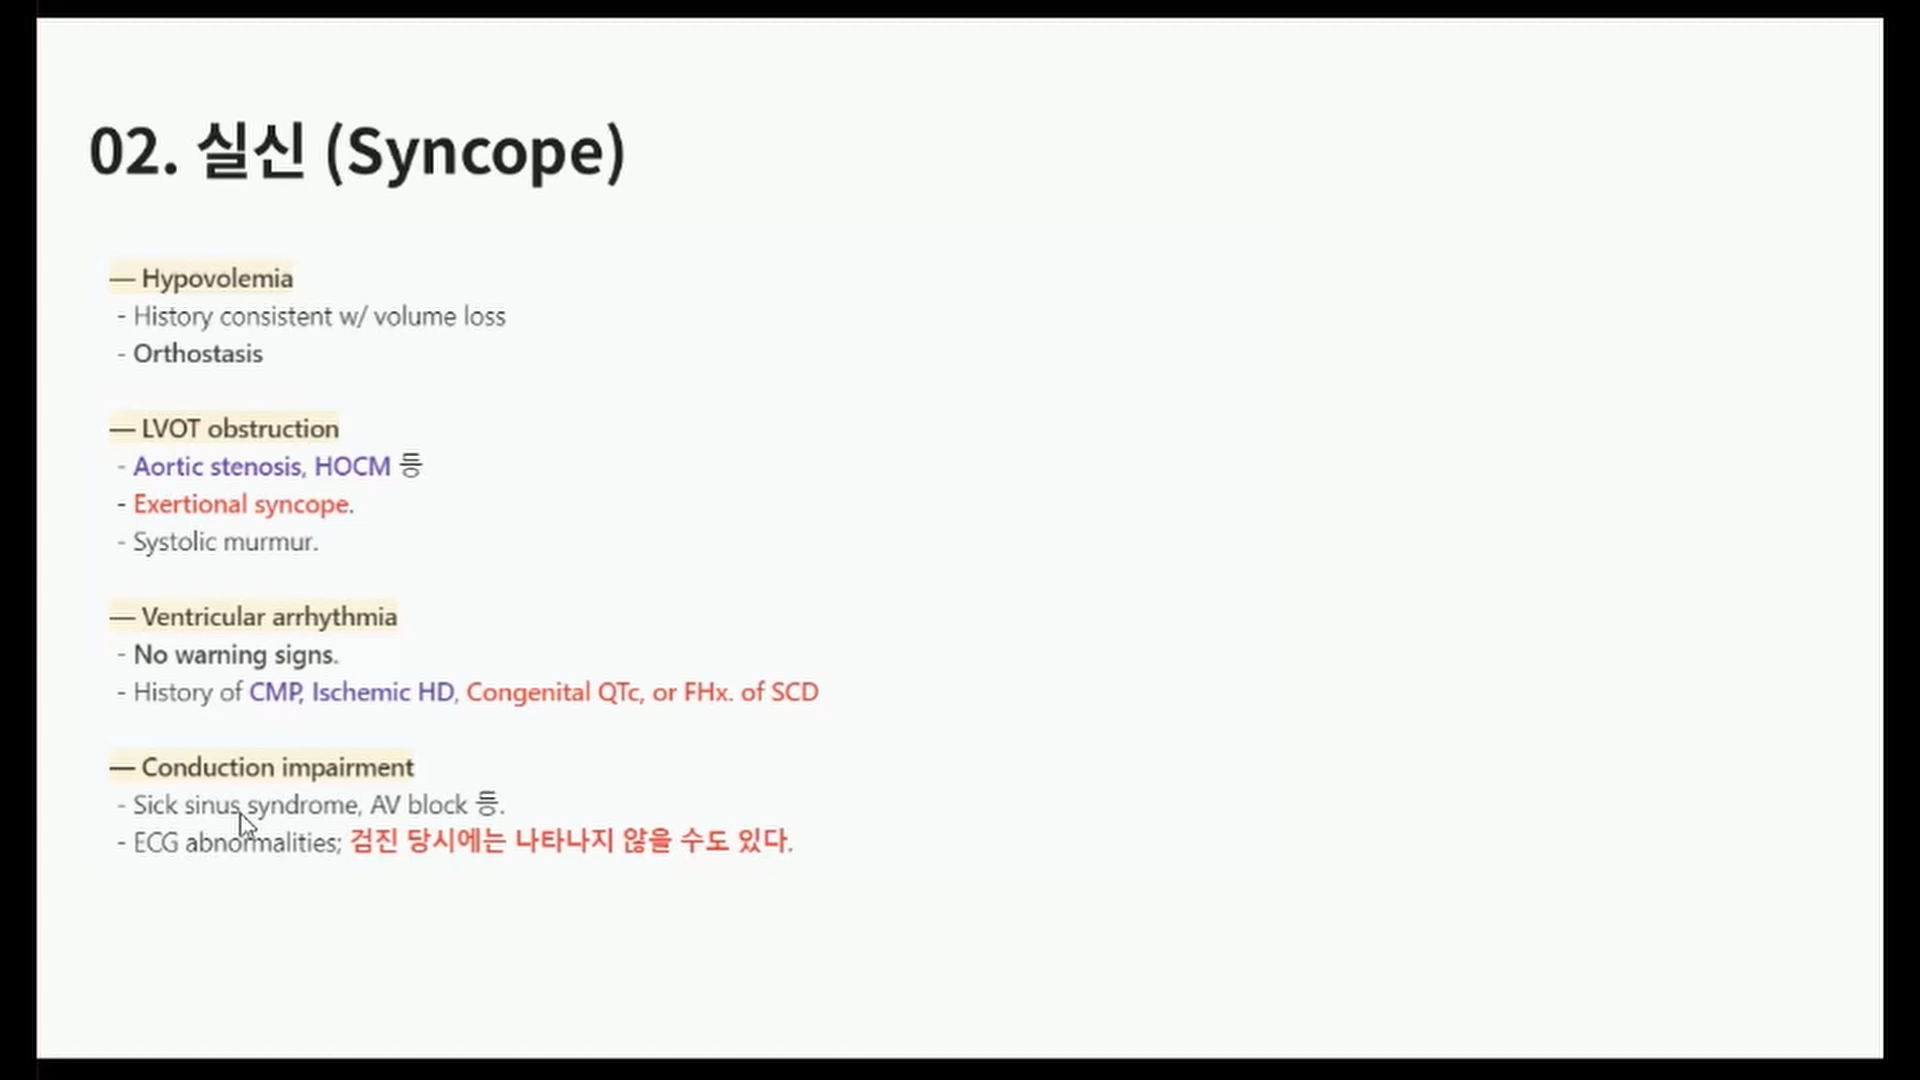 02. 실신 (Syncope)
— Hypovolemia
- History consistent w/ volume loss
- Orthostasis
— LVOT obstruction
- Aortic stenosis, HOCM 등
- Exertional syncope.
- Systolic murmur.
— Ventricular arrhythmia
- No warning signs.
- History of CMP, Ischemic HD, Congenital QTc, or FHx. of SCD
— Conduction impairment
- Sick sinus syndrome, AV block 등.
- ECG abnormalities; 검진 당시에는 나타나지 않을 수도 있다.